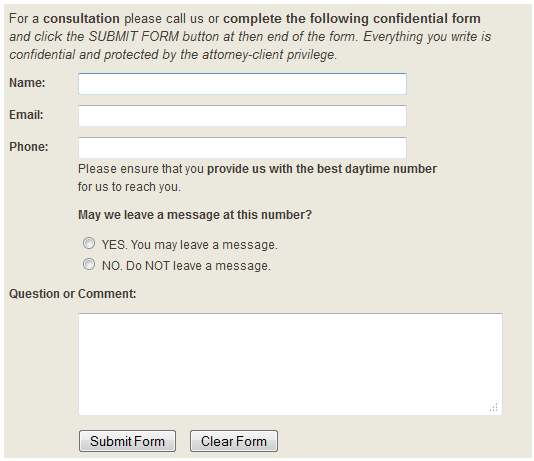 For a consultation please call us or complete the following confidential form
and click the SUBMIT FORM button at then end of the form. Everything you write is
confidential and protected by the attorney-client privilege.
Name:
Email:
Phone:
Please ensure that you provide us with the best daytime number
for us to reach you.
May we leave a message at this number?
YES. You may leave a message.
NO. Do NOT leave a message.
Question or Comment:
Submit Form Clear Form